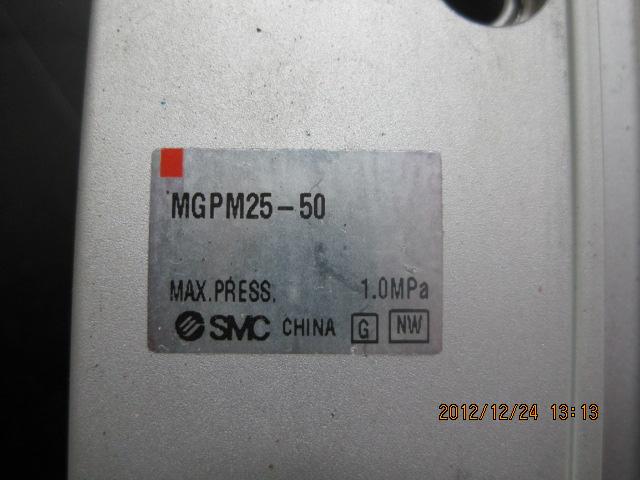 MGPM25-50
MAX.PRESS. 1.0MPa
SMC CHINA G NW
2012/12/24 13:13